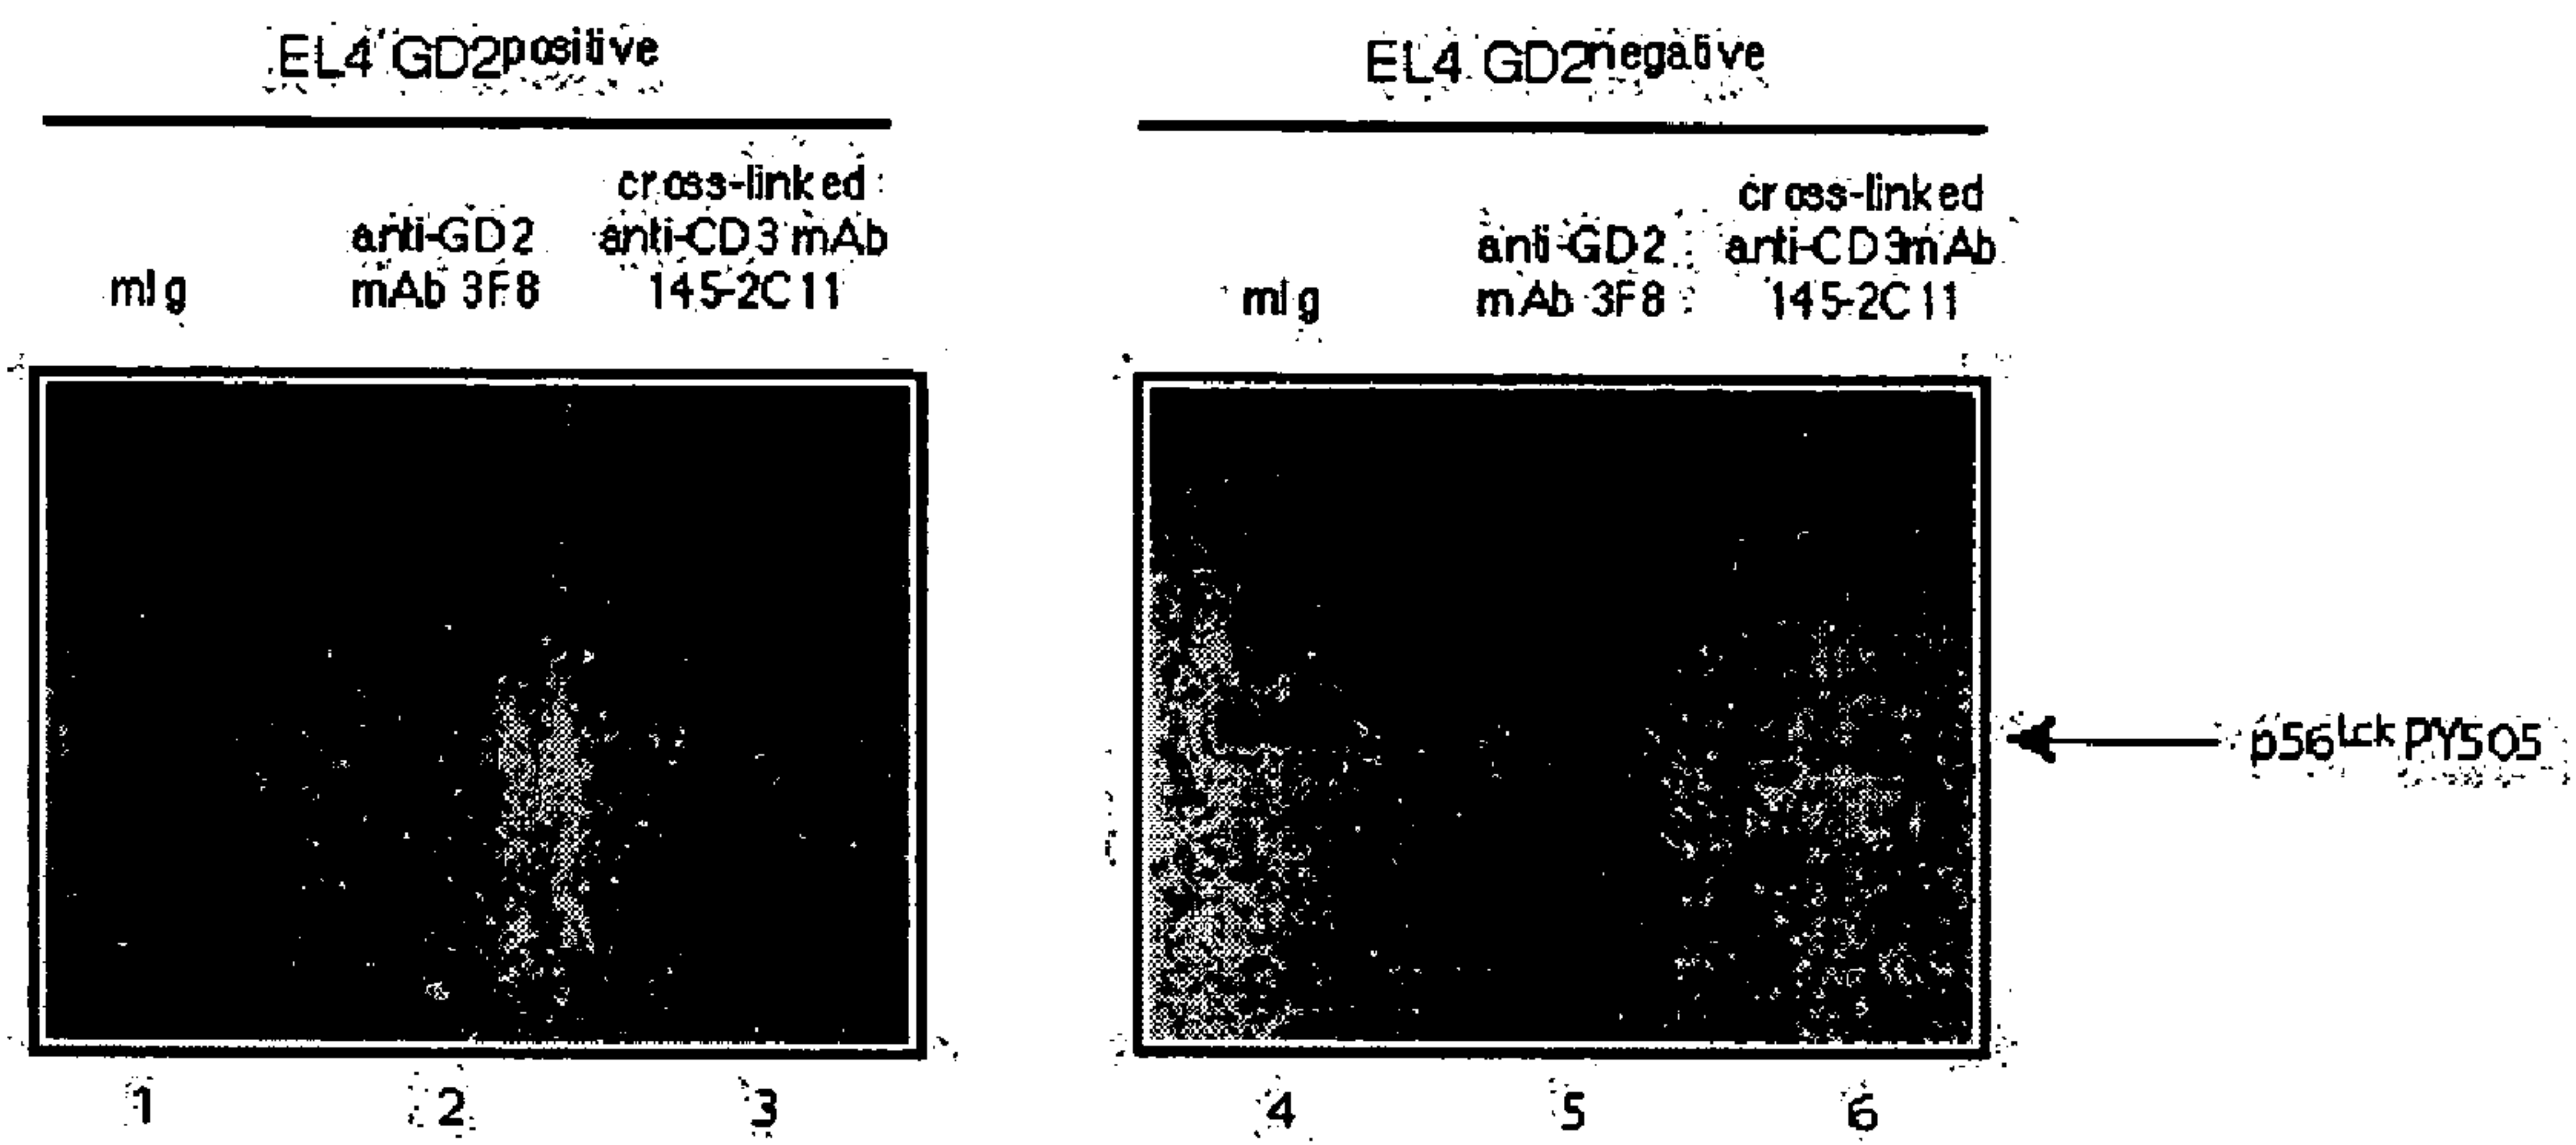 EL4 GD2positive
mIg
anti-GD2
mAb 3F8
cross-linked
anti-CD3 mAb
145-2C11
EL4 GD2negative
mIg
anti-GD2
mAb 3F8
cross-linked
anti-CD3mAb
145-2C11
p56Lck PY505
1 2 3
4 5 6